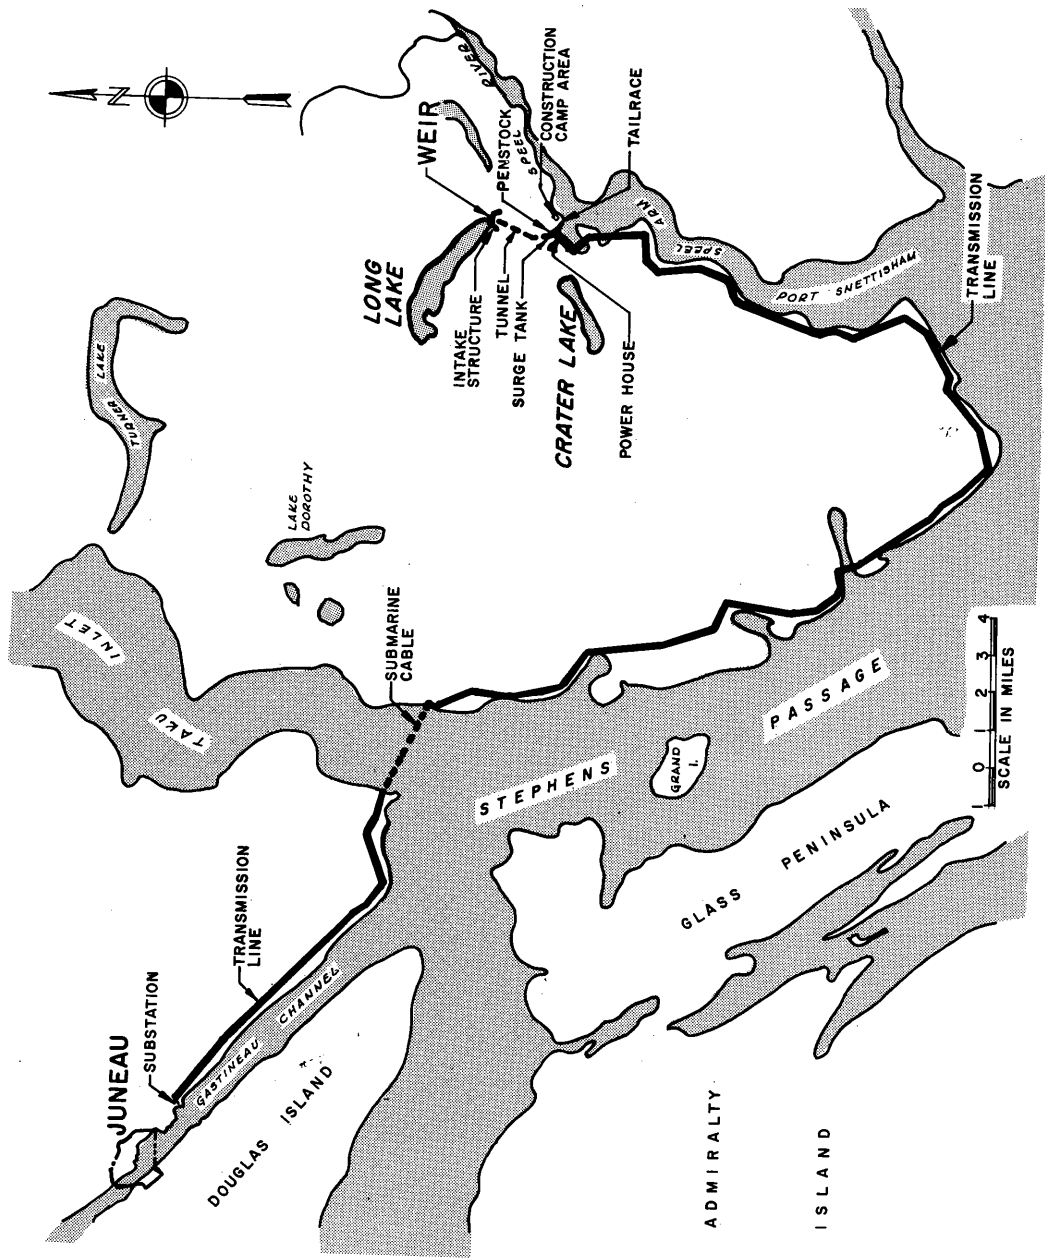 N
RIVER
SPEEL
WEIR
PENSTOCK
CONSTRUCTION
CAMP AREA
TAILRACE
LONG
LAKE
INTAKE
STRUCTURE
TUNNEL
SURGE TANK
CRATER LAKE
POWER HOUSE
SPEEL
ARM
PORT SNETTISHAM
TRANSMISSION
LINE
TURNER LAKE
LAKE
DOROTHY
TAKU
INLET
SUBMARINE
CABLE
STEPHENS
PASSAGE
GRAND
I.
GLASS PENINSULA
1 0 1 2 3 4
SCALE IN MILES
TRANSMISSION
LINE
JUNEAU
SUBSTATION
GASTINEAU CHANNEL
DOUGLAS ISLAND
ADMIRALTY
ISLAND